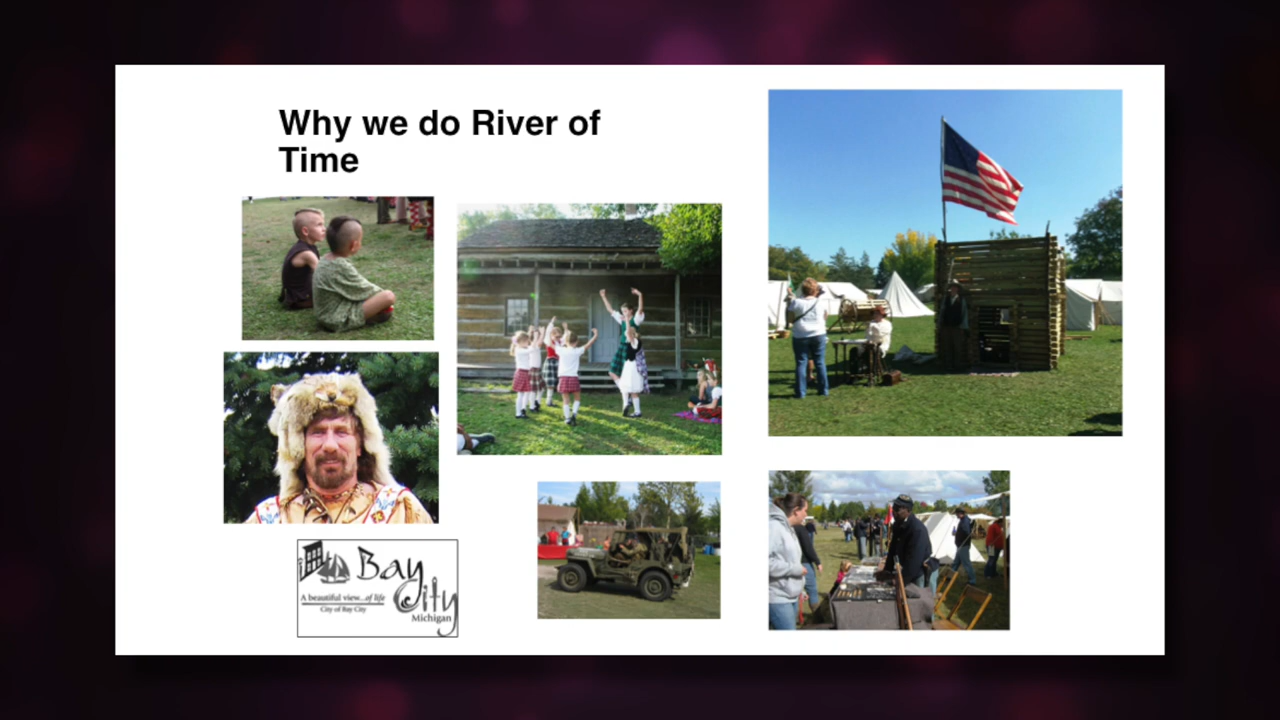 Why we do River of
Time
Bay
City
A beautiful view...of life
City of Bay City
Michigan